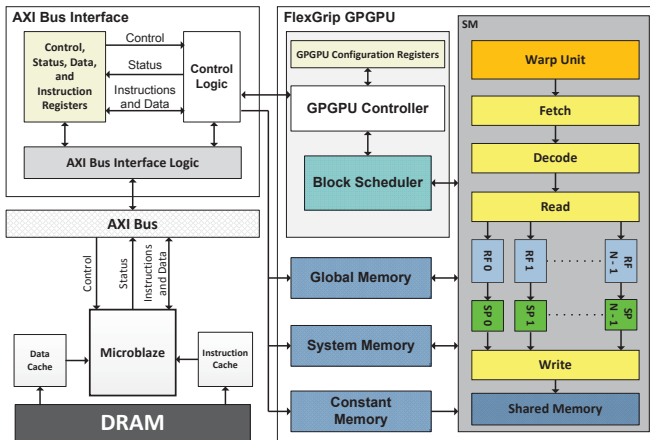 AXI Bus Interface
Control,
Status, Data,
and
Instruction
Registers
Control
Status
Instructions
and Data
Control
Logic
AXI Bus Interface Logic
AXI Bus
Control
Status
Instructions
and Data
Microblaze
Data
Cache
Instruction
Cache
DRAM
FlexGrip GPGPU
GPGPU Configuration Registers
GPGPU Controller
Block Scheduler
Global Memory
System Memory
Constant
Memory
SM
Warp Unit
Fetch
Decode
Read
RF 0
RF 1
RF
N - 1
SP 0
SP 1
SP
N - 1
Write
Shared Memory